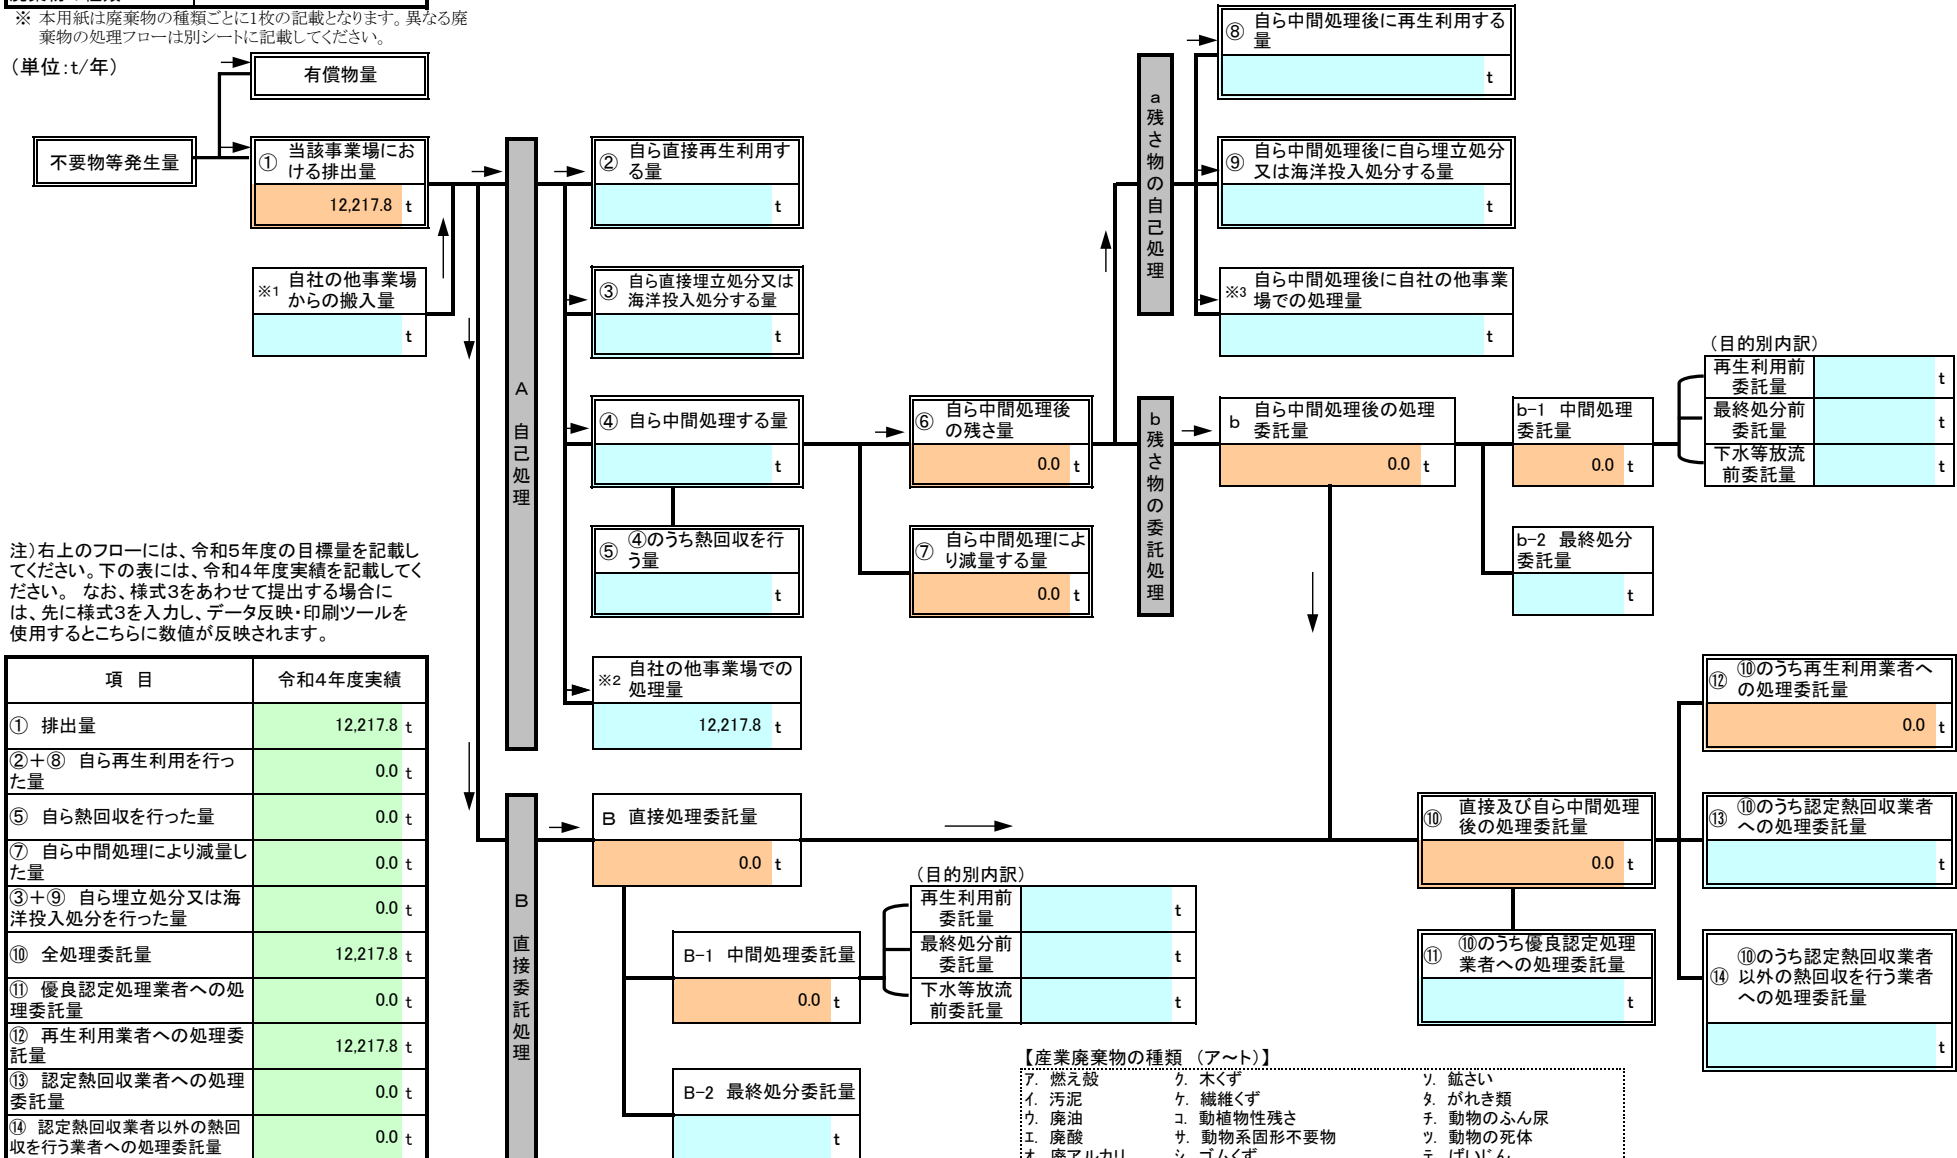 ※ 本用紙は廃棄物の種類ごとに1枚の記載となります。異なる廃
棄物の処理フローは別シートに記載してください。
（単位：t/年）
有償物量
不要物等発生量
① 当該事業場にお
ける排出量
12,217.8 t
※1 自社の他事業場
からの搬入量
t
A 自己処理
② 自ら直接再生利用す
る量
t
③ 自ら直接埋立処分又は
海洋投入処分する量
t
④ 自ら中間処理する量
t
⑤ ④のうち熱回収を行
う量
t
※2 自社の他事業場での
処理量
12,217.8 t
⑥ 自ら中間処理後
の残さ量
0.0 t
⑦ 自ら中間処理によ
り減量する量
0.0 t
a 残さ物の自己処理
⑧ 自ら中間処理後に再生利用する
量
t
⑨ 自ら中間処理後に自ら埋立処分
又は海洋投入処分する量
t
※3 自ら中間処理後に自社の他事業
場での処理量
t
b 残さ物の委託処理
b 自ら中間処理後の処理
委託量
0.0 t
b-1 中間処理
委託量
0.0 t
b-2 最終処分
委託量
t
（目的別内訳）
再生利用前
委託量
t
最終処分前
委託量
t
下水等放流
前委託量
t
注）右上のフローには、令和5年度の目標量を記載し
てください。下の表には、令和4年度実績を記載してく
ださい。 なお、様式3をあわせて提出する場合に
は、先に様式3を入力し、データ反映・印刷ツールを
使用するとこちらに数値が反映されます。
項 目 令和4年度実績
① 排出量 12,217.8 t
②＋⑧ 自ら再生利用を行っ
た量 0.0 t
⑤ 自ら熱回収を行った量 0.0 t
⑦ 自ら中間処理により減量し
た量 0.0 t
③＋⑨ 自ら埋立処分又は海
洋投入処分を行った量 0.0 t
⑩ 全処理委託量 12,217.8 t
⑪ 優良認定処理業者への処
理委託量 0.0 t
⑫ 再生利用業者への処理委
託量 12,217.8 t
⑬ 認定熱回収業者への処理
委託量 0.0 t
⑭ 認定熱回収業者以外の熱回
収を行う業者への処理委託量 0.0 t
B 直接委託処理
B 直接処理委託量
0.0 t
B-1 中間処理委託量
0.0 t
B-2 最終処分委託量
t
（目的別内訳）
再生利用前
委託量
t
最終処分前
委託量
t
下水等放流
前委託量
t
⑩ 直接及び自ら中間処理
後の処理委託量
0.0 t
⑪ ⑩のうち優良認定処理
業者への処理委託量
t
⑫ ⑩のうち再生利用業者へ
の処理委託量
0.0 t
⑬ ⑩のうち認定熱回収業者
への処理委託量
t
⑭ ⑩のうち認定熱回収業者
以外の熱回収を行う業者
への処理委託量
t
【産業廃棄物の種類 （ア～ト）】
ｱ. 燃え殻 ｸ. 木くず ｿ. 鉱さい
ｲ. 汚泥 ｹ. 繊維くず ﾀ. がれき類
ｳ. 廃油 ｺ. 動植物性残さ ﾁ. 動物のふん尿
ｴ. 廃酸 ｻ. 動物系固形不要物 ﾂ. 動物の死体
ｵ. 廃アルカリ ｼ. ゴムくず ﾃ. ばいじん